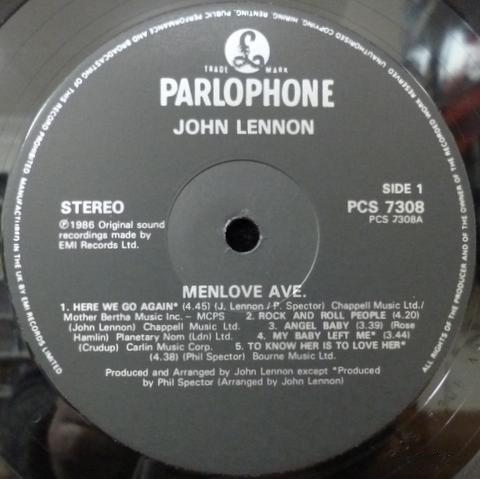 £
TRADE MARK
PARLOPHONE
JOHN LENNON
STEREO
℗1986 Original sound
recordings made by
EMI Records Ltd.
SIDE 1
PCS 7308
PCS 7308A
MENLOVE AVE.
1. HERE WE GO AGAIN* (4.45) (J. Lennon/P. Spector) Chappell Music Ltd./
Mother Bertha Music Inc. – MCPS 2. ROCK AND ROLL PEOPLE (4.20)
(John Lennon) Chappell Music Ltd. 3. ANGEL BABY (3.39) (Rose
Hamlin) Planetary Nom (Ldn) Ltd. 4. MY BABY LEFT ME* (3.44)
(Crudup) Carlin Music Corp. 5. TO KNOW HER IS TO LOVE HER*
(4.38) (Phil Spector) Bourne Music Ltd.
Produced and Arranged by John Lennon except *Produced
by Phil Spector (Arranged by John Lennon)
ALL RIGHTS OF THE PRODUCER AND OF THE OWNER OF THE RECORDED WORK RESERVED UNAUTHORISED COPYING, HIRING, RENTING, PUBLIC PERFORMANCE AND BROADCASTING OF THIS RECORD PROHIBITED MANUFACTURED IN THE UK BY EMI RECORDS LIMITED